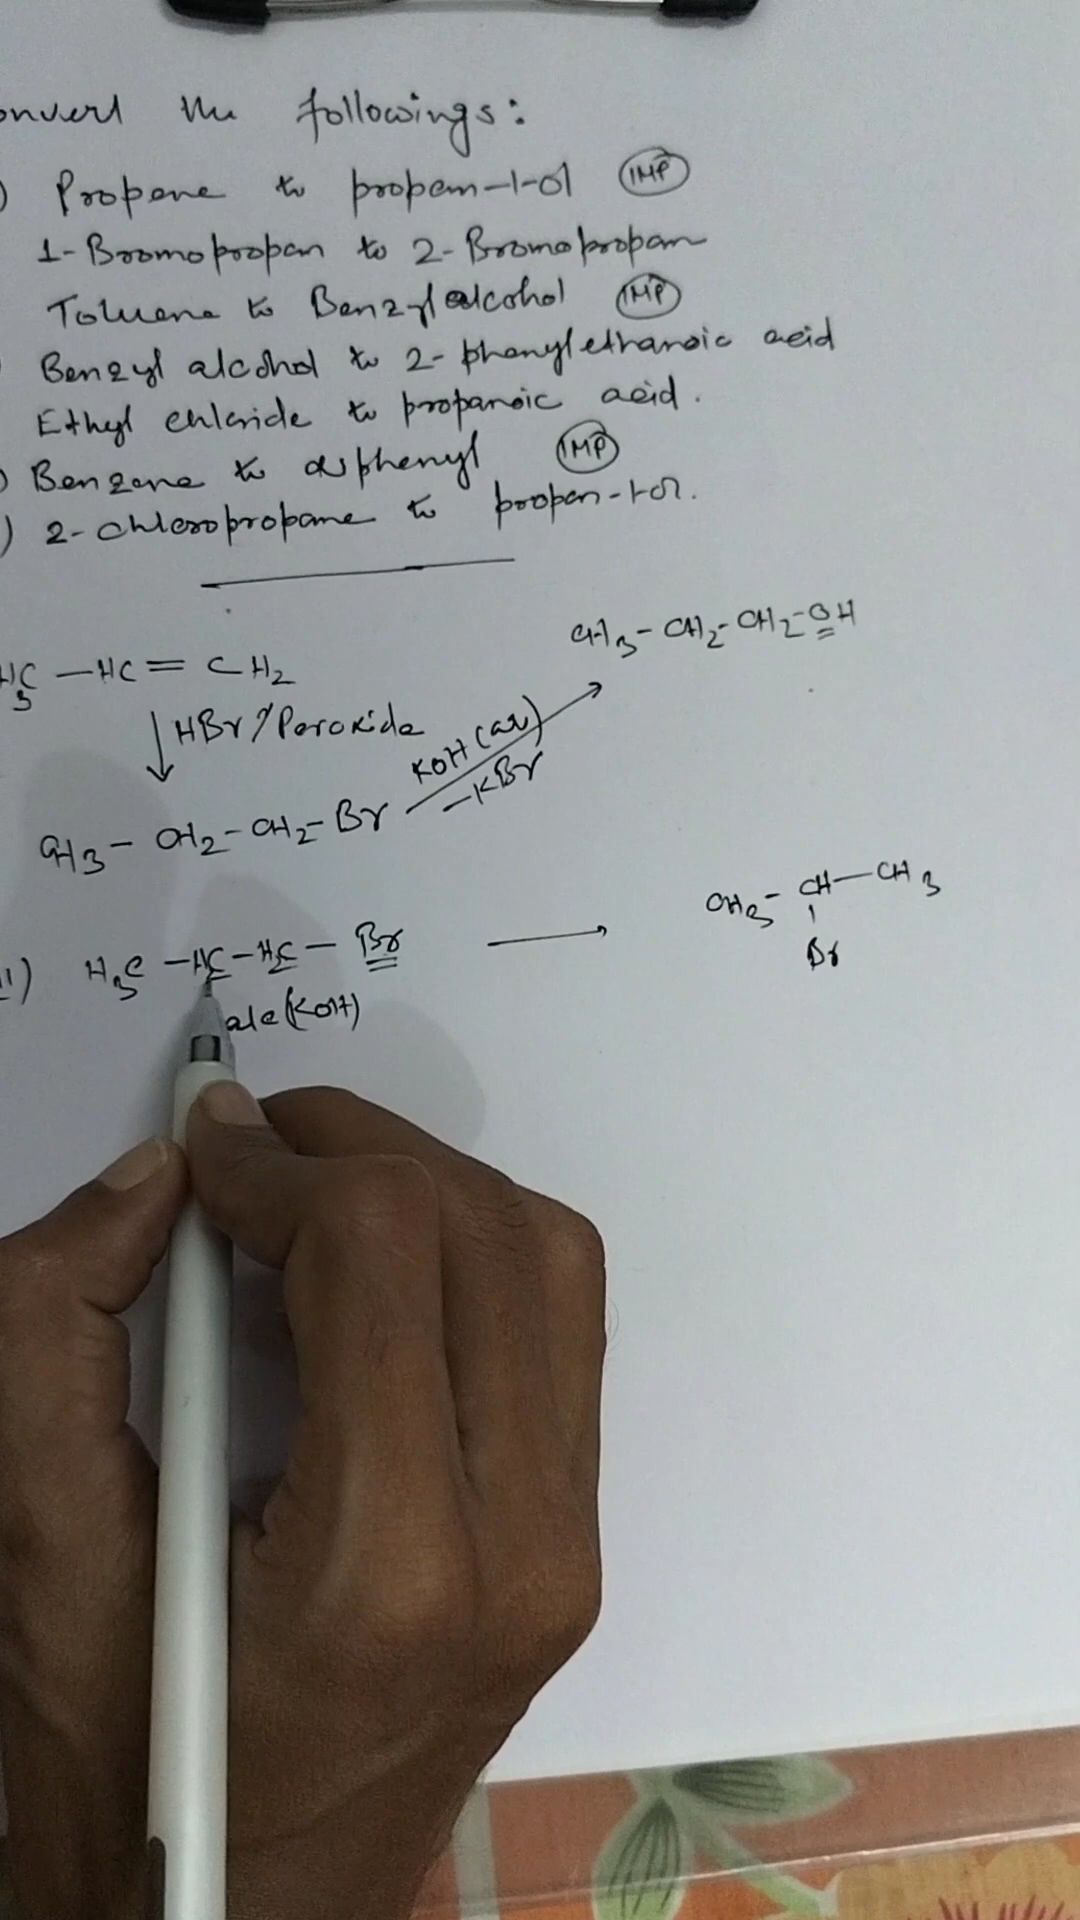 onvert the followings:
) Propene to propan-1-ol (IMP)
1-Bromopropan to 2-Bromopropan
Toluene to Benzylalcohol (IMP)
Benzyl alcohol to 2-phenylethanoic acid
Ethyl chloride to propanoic acid.
) Benzene to diphenyl (IMP)
) 2-chloropropane to propan-1-ol.
CH3-CH2-CH2-OH
H3C-HC=CH2
↓ HBr/Peroxide
KOH(aq)
-KBr
CH3-CH2-CH2-Br
CH3-CH-CH3
Br
ii) H3C-HC-H2C-Br →
alc(KOH)